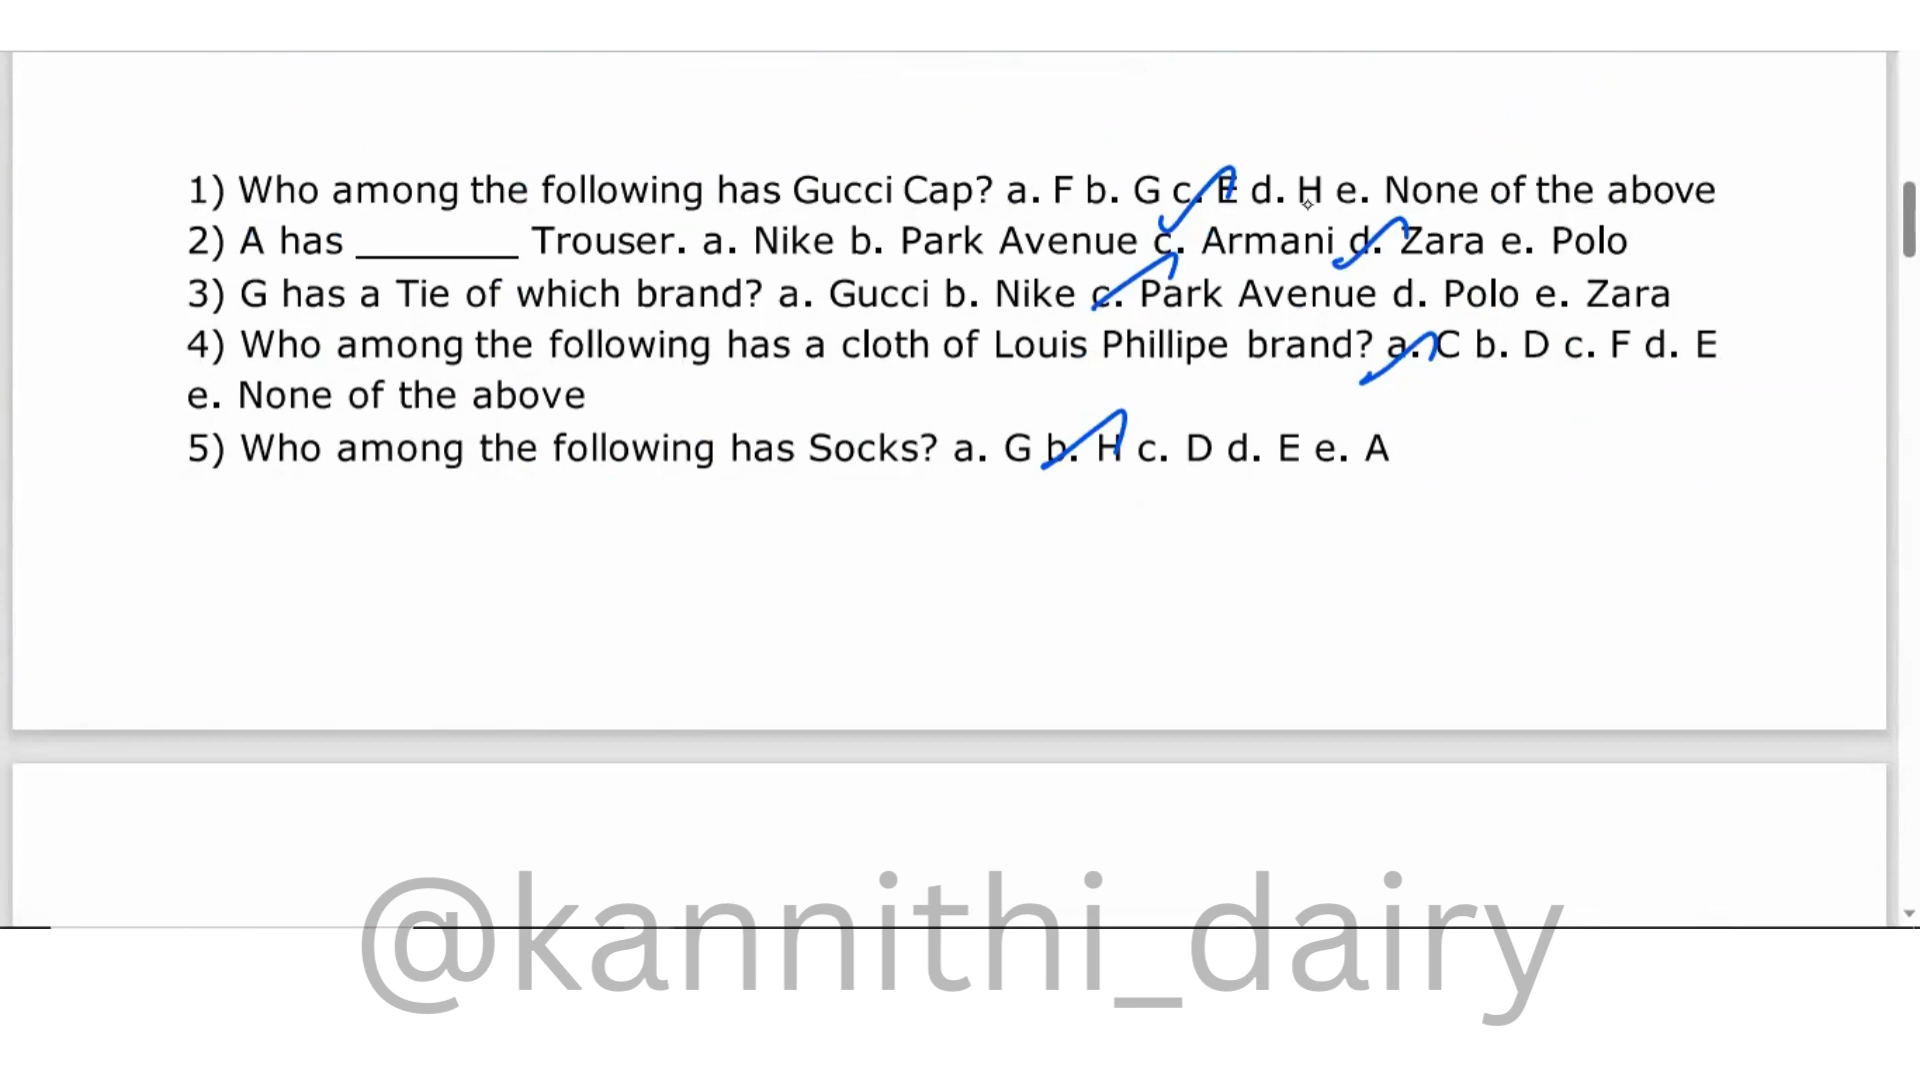 1) Who among the following has Gucci Cap? a. F b. G c. E d. H e. None of the above
2) A has ________ Trouser. a. Nike b. Park Avenue c. Armani d. Zara e. Polo
3) G has a Tie of which brand? a. Gucci b. Nike c. Park Avenue d. Polo e. Zara
4) Who among the following has a cloth of Louis Phillipe brand? a. C b. D c. F d. E
e. None of the above
5) Who among the following has Socks? a. G b. H c. D d. E e. A
@kannithi_dairy